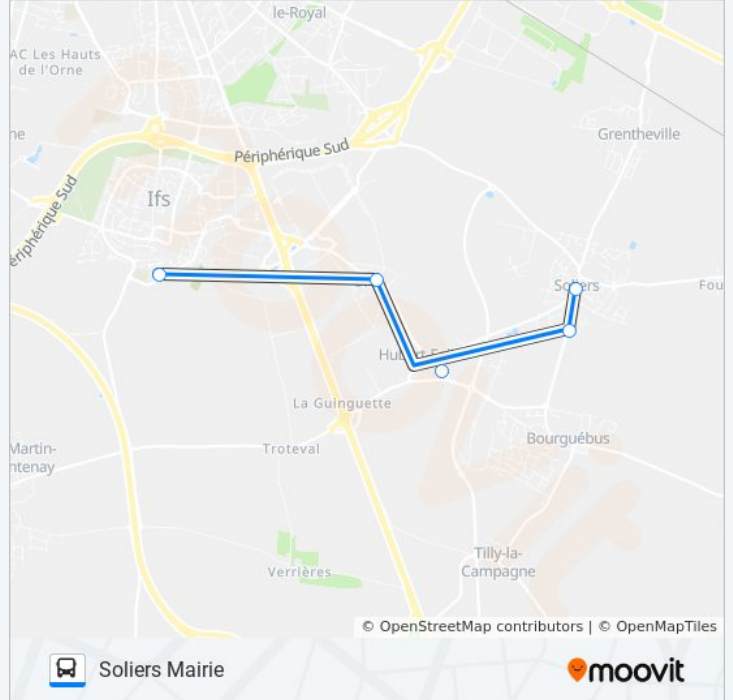 le-Royal
AC Les Hauts
de l'Orne
ne
Périphérique Sud
Grentheville
Ifs
ériphérique Sud
Soliers
Fou
La Guinguette
Martin-
ntenay
Troteval
Bourguébus
Tilly-la-
Campagne
Verrières
© OpenStreetMap contributors | © OpenMapTiles
Soliers Mairie
moovit